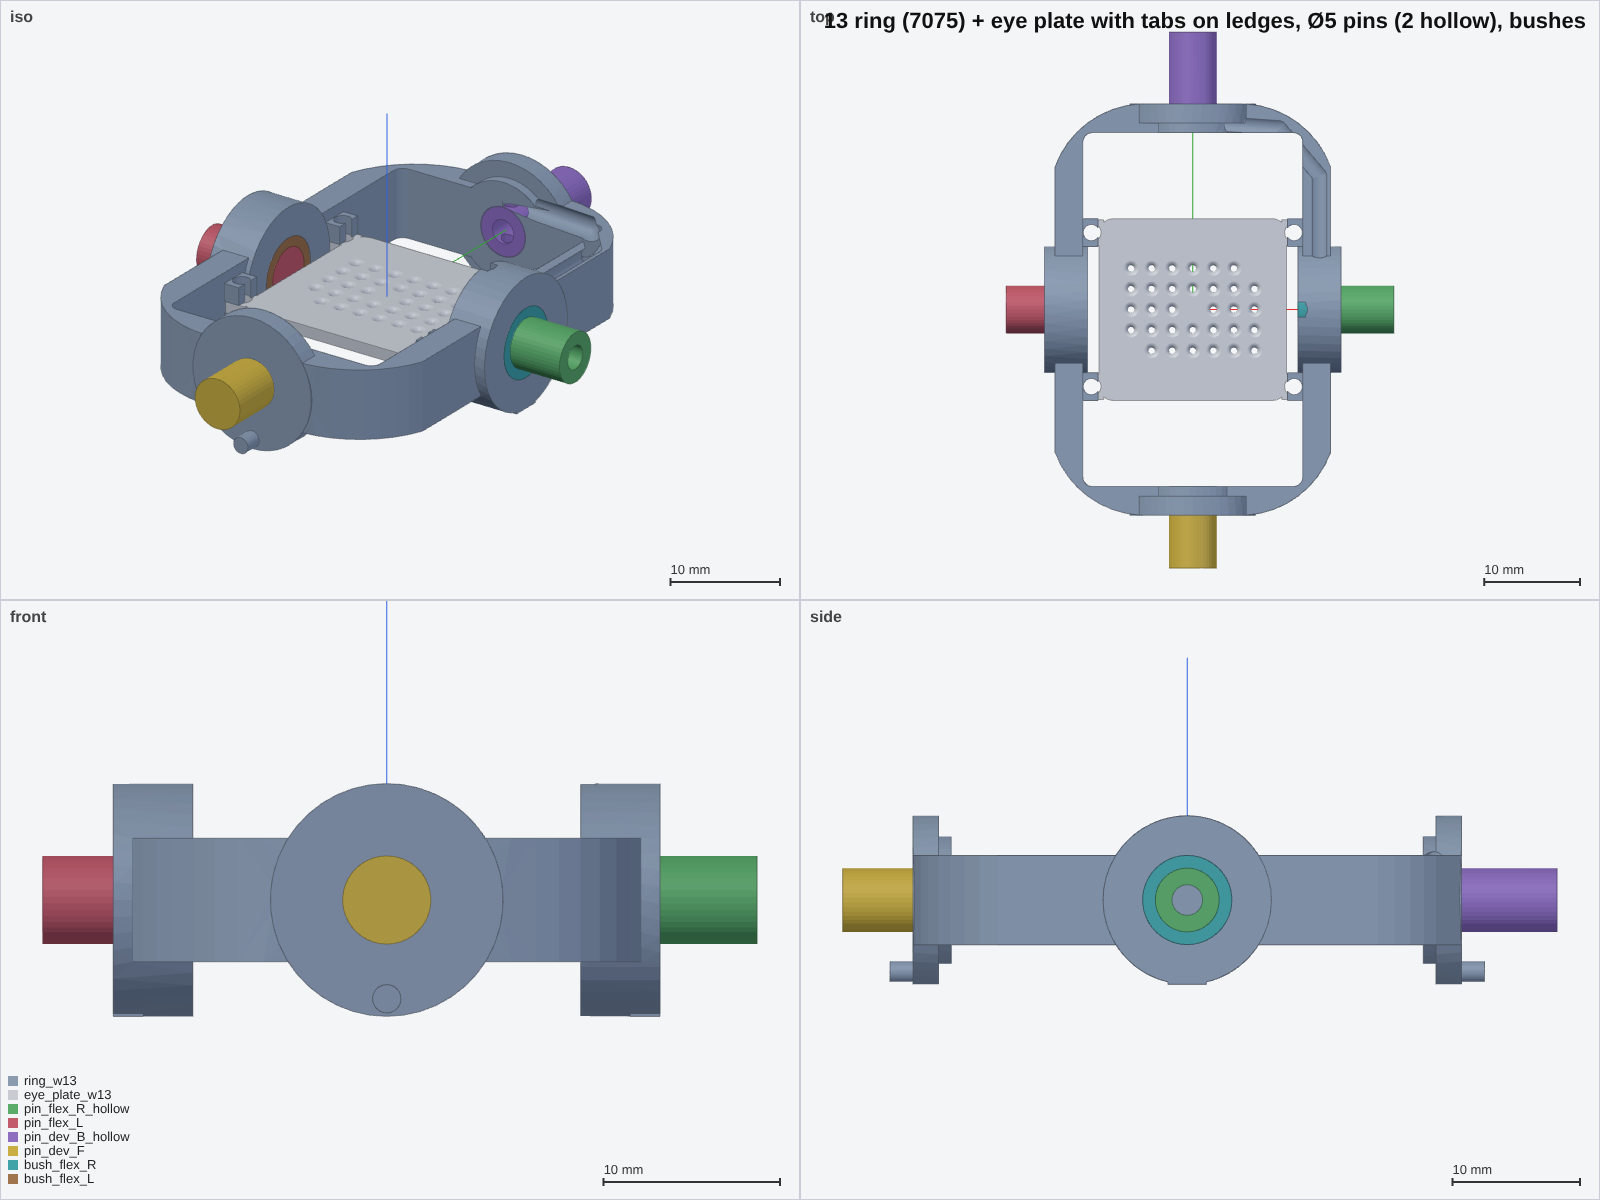 iso
top
13 ring (7075) + eye plate with tabs on ledges, Ø5 pins (2 hollow), bushes
10 mm
10 mm
front
side
ring_w13
eye_plate_w13
pin_flex_R_hollow
pin_flex_L
pin_dev_B_hollow
pin_dev_F
bush_flex_R
bush_flex_L
10 mm
10 mm